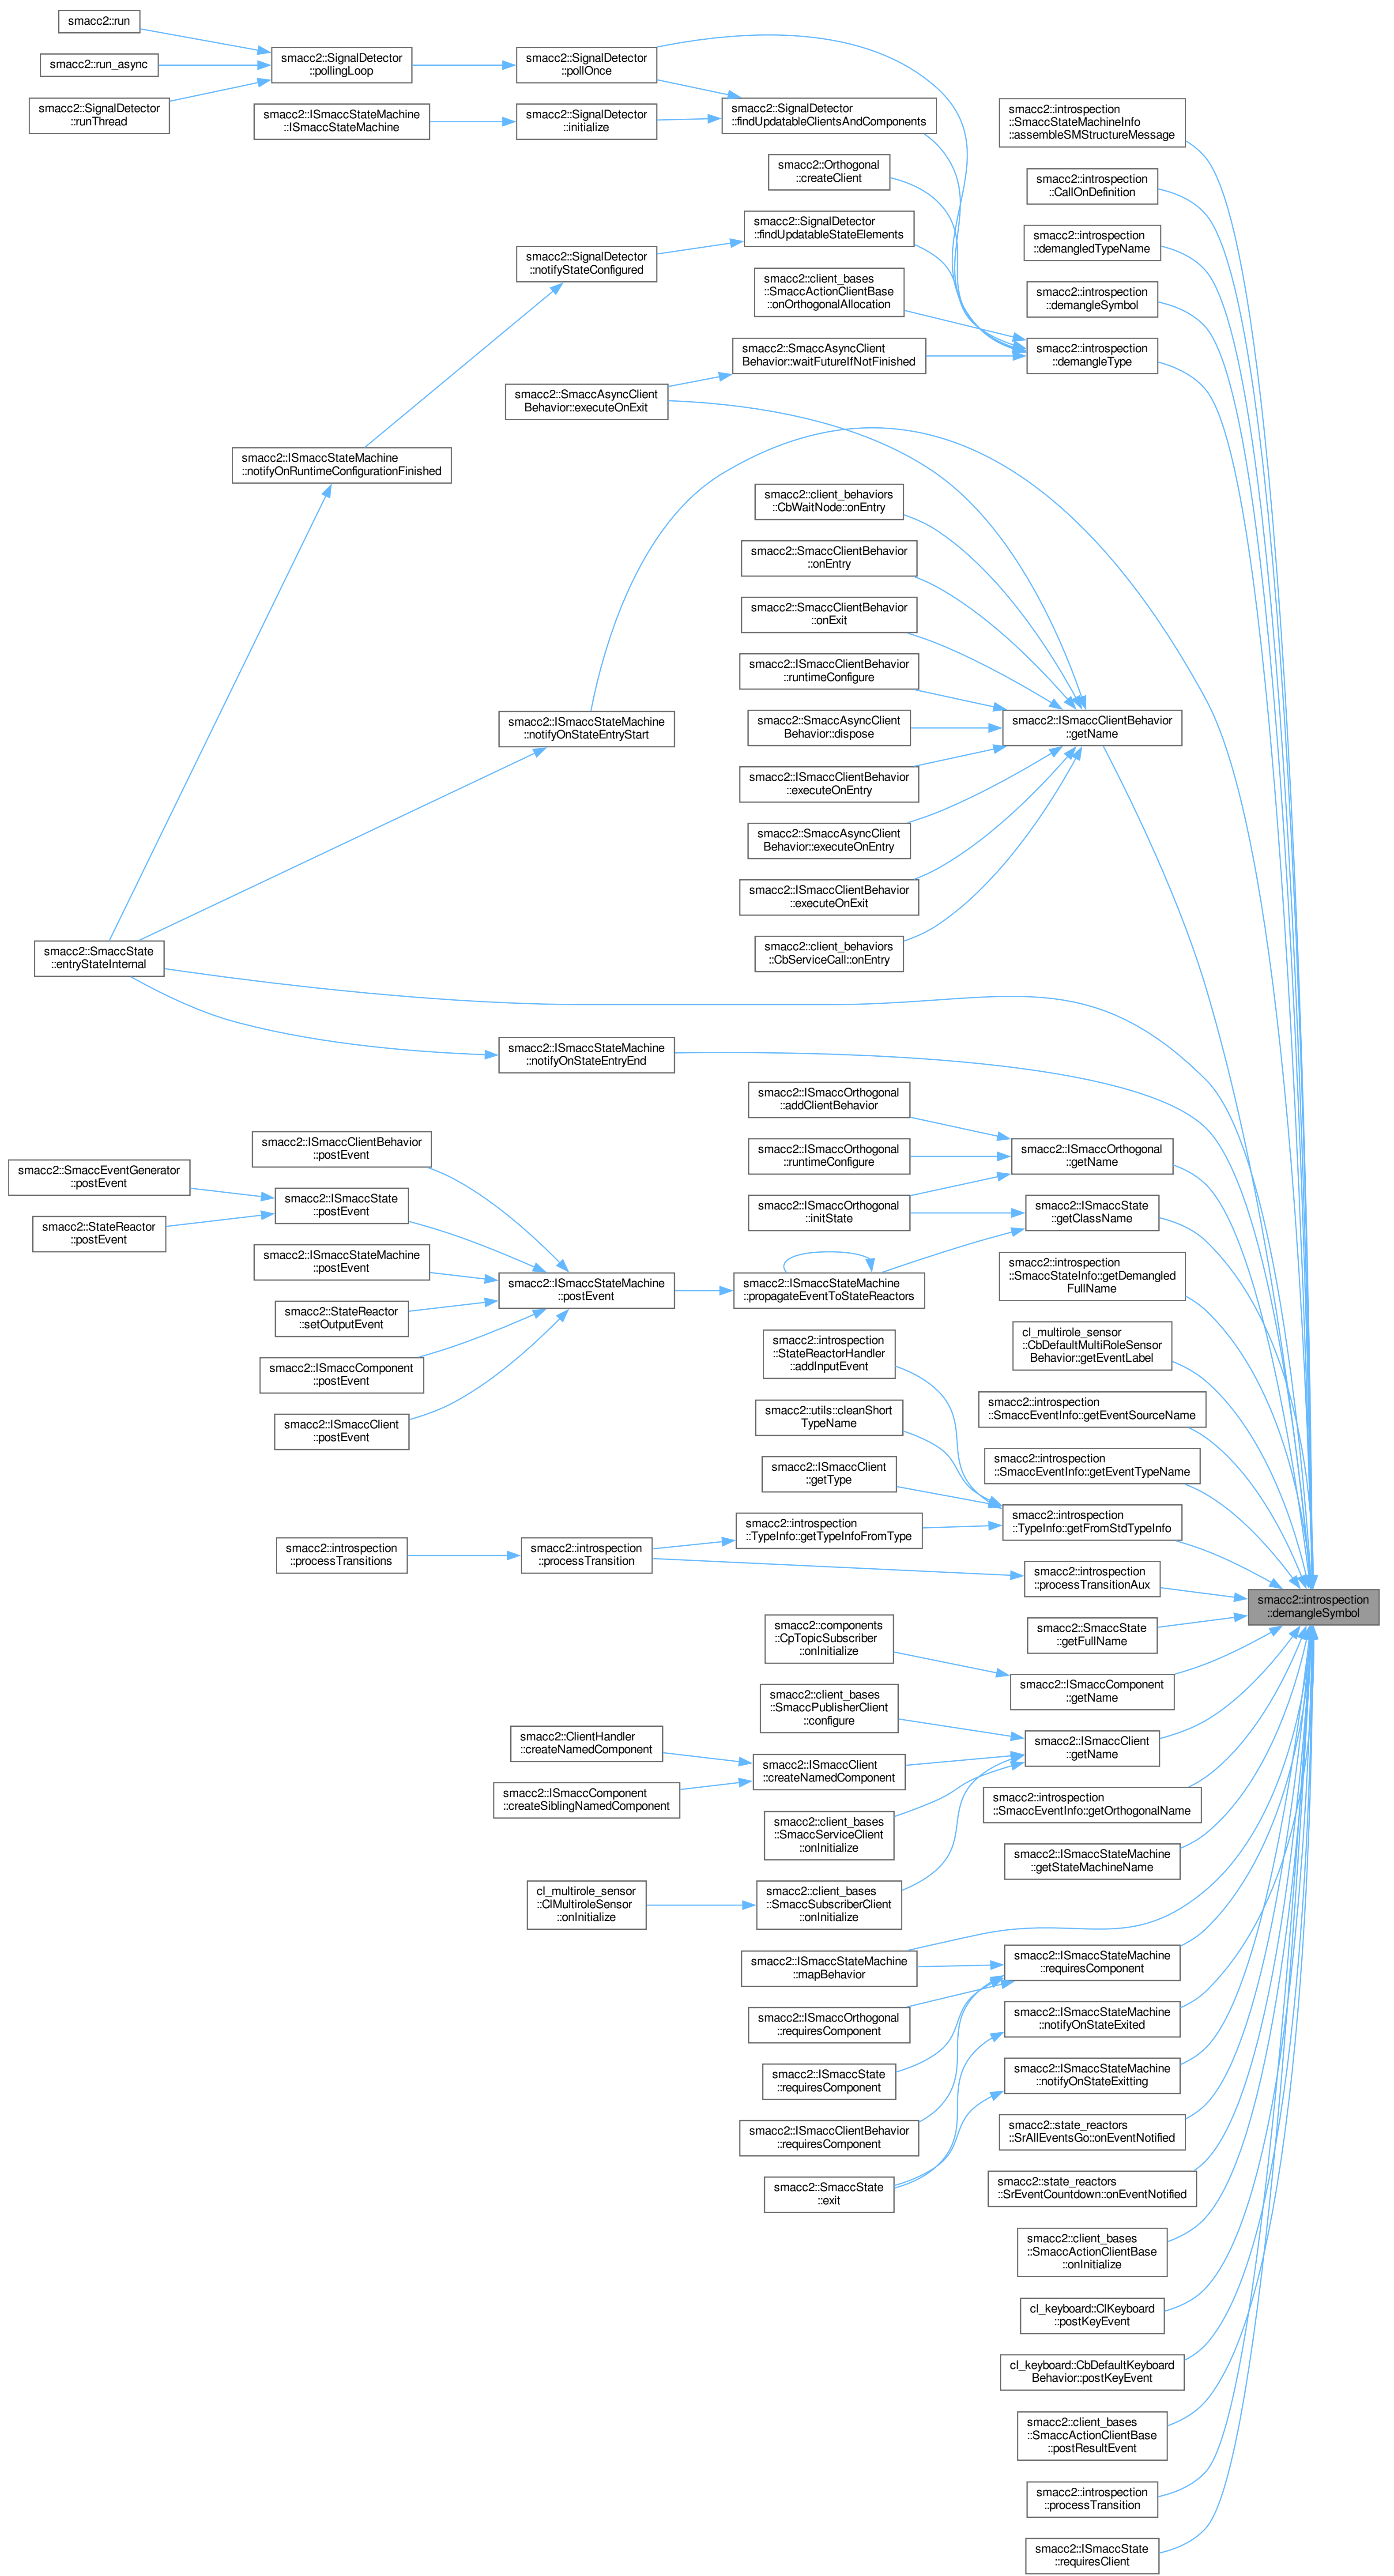 smacc2::run
smacc2::run_async
smacc2::SignalDetector
::runThread
smacc2::SignalDetector
::pollingLoop
smacc2::ISmaccStateMachine
::ISmaccStateMachine
smacc2::SignalDetector
::pollOnce
smacc2::SignalDetector
::initialize
smacc2::SignalDetector
::findUpdatableClientsAndComponents
smacc2::Orthogonal
::createClient
smacc2::SignalDetector
::findUpdatableStateElements
smacc2::SignalDetector
::notifyStateConfigured
smacc2::client_bases
::SmaccActionClientBase
::onOrthogonalAllocation
smacc2::SmaccAsyncClient
Behavior::waitFutureIfNotFinished
smacc2::SmaccAsyncClient
Behavior::executeOnExit
smacc2::introspection
::SmaccStateMachineInfo
::assembleSMStructureMessage
smacc2::introspection
::CallOnDefinition
smacc2::introspection
::demangledTypeName
smacc2::introspection
::demangleSymbol
smacc2::introspection
::demangleType
smacc2::ISmaccStateMachine
::notifyOnRuntimeConfigurationFinished
smacc2::client_behaviors
::CbWaitNode::onEntry
smacc2::SmaccClientBehavior
::onEntry
smacc2::SmaccClientBehavior
::onExit
smacc2::ISmaccClientBehavior
::runtimeConfigure
smacc2::SmaccAsyncClient
Behavior::dispose
smacc2::ISmaccClientBehavior
::executeOnEntry
smacc2::SmaccAsyncClient
Behavior::executeOnEntry
smacc2::ISmaccClientBehavior
::executeOnExit
smacc2::client_behaviors
::CbServiceCall::onEntry
smacc2::ISmaccClientBehavior
::getName
smacc2::ISmaccStateMachine
::notifyOnStateEntryStart
smacc2::SmaccState
::entryStateInternal
smacc2::ISmaccStateMachine
::notifyOnStateEntryEnd
smacc2::ISmaccOrthogonal
::addClientBehavior
smacc2::ISmaccOrthogonal
::runtimeConfigure
smacc2::ISmaccOrthogonal
::initState
smacc2::ISmaccOrthogonal
::getName
smacc2::ISmaccState
::getClassName
smacc2::ISmaccStateMachine
::propagateEventToStateReactors
smacc2::ISmaccStateMachine
::postEvent
smacc2::ISmaccClientBehavior
::postEvent
smacc2::ISmaccState
::postEvent
smacc2::SmaccEventGenerator
::postEvent
smacc2::StateReactor
::postEvent
smacc2::ISmaccStateMachine
::postEvent
smacc2::StateReactor
::setOutputEvent
smacc2::ISmaccComponent
::postEvent
smacc2::ISmaccClient
::postEvent
smacc2::introspection
::SmaccStateInfo::getDemangled
FullName
cl_multirole_sensor
::CbDefaultMultiRoleSensor
Behavior::getEventLabel
smacc2::introspection
::SmaccEventInfo::getEventSourceName
smacc2::introspection
::SmaccEventInfo::getEventTypeName
smacc2::introspection
::TypeInfo::getFromStdTypeInfo
smacc2::introspection
::StateReactorHandler
::addInputEvent
smacc2::utils::cleanShort
TypeName
smacc2::ISmaccClient
::getType
smacc2::introspection
::TypeInfo::getTypeInfoFromType
smacc2::introspection
::processTransition
smacc2::introspection
::processTransitions
smacc2::introspection
::processTransitionAux
smacc2::introspection
::demangleSymbol
smacc2::SmaccState
::getFullName
smacc2::components
::CpTopicSubscriber
::onInitialize
smacc2::ISmaccComponent
::getName
smacc2::client_bases
::SmaccPublisherClient
::configure
smacc2::ISmaccClient
::getName
smacc2::ISmaccClient
::createNamedComponent
smacc2::ClientHandler
::createNamedComponent
smacc2::ISmaccComponent
::createSiblingNamedComponent
smacc2::client_bases
::SmaccServiceClient
::onInitialize
smacc2::client_bases
::SmaccSubscriberClient
::onInitialize
cl_multirole_sensor
::ClMultiroleSensor
::onInitialize
smacc2::introspection
::SmaccEventInfo::getOrthogonalName
smacc2::ISmaccStateMachine
::getStateMachineName
smacc2::ISmaccStateMachine
::mapBehavior
smacc2::ISmaccStateMachine
::requiresComponent
smacc2::ISmaccOrthogonal
::requiresComponent
smacc2::ISmaccState
::requiresComponent
smacc2::ISmaccClientBehavior
::requiresComponent
smacc2::ISmaccStateMachine
::notifyOnStateExited
smacc2::ISmaccStateMachine
::notifyOnStateExitting
smacc2::SmaccState
::exit
smacc2::state_reactors
::SrAllEventsGo::onEventNotified
smacc2::state_reactors
::SrEventCountdown::onEventNotified
smacc2::client_bases
::SmaccActionClientBase
::onInitialize
cl_keyboard::ClKeyboard
::postKeyEvent
cl_keyboard::CbDefaultKeyboard
Behavior::postKeyEvent
smacc2::client_bases
::SmaccActionClientBase
::postResultEvent
smacc2::introspection
::processTransition
smacc2::ISmaccState
::requiresClient